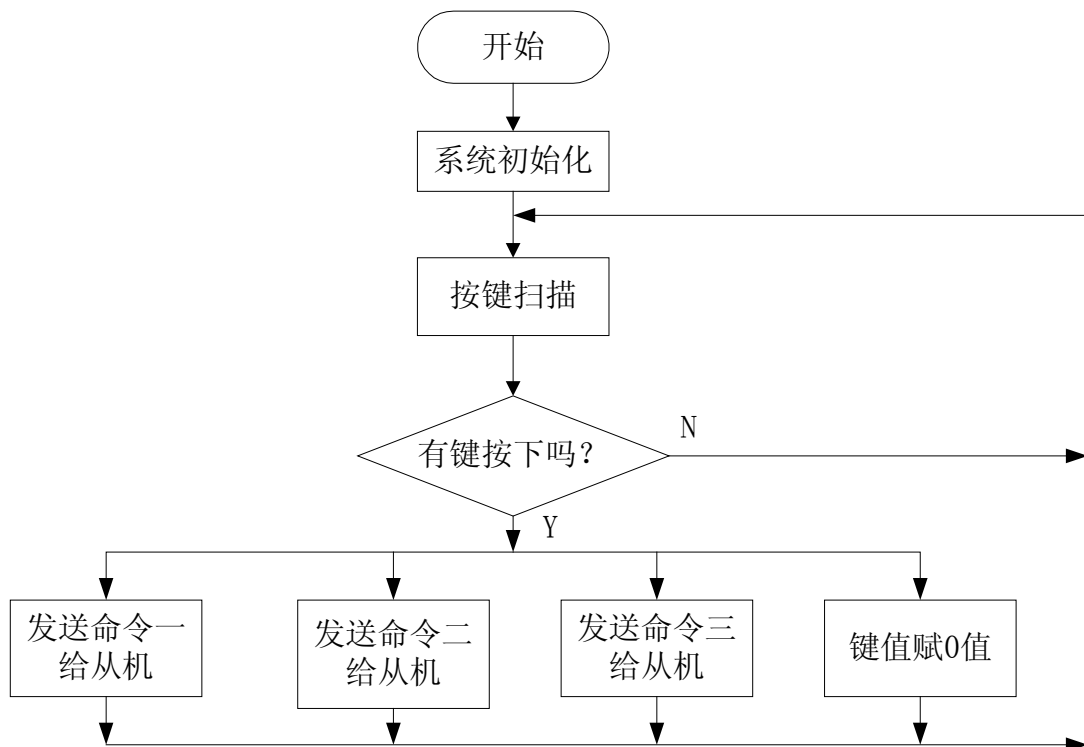 开始
系统初始化
按键扫描
有键按下吗?
N
Y
发送命令一
给从机
发送命令二
给从机
发送命令三
给从机
键值赋0值